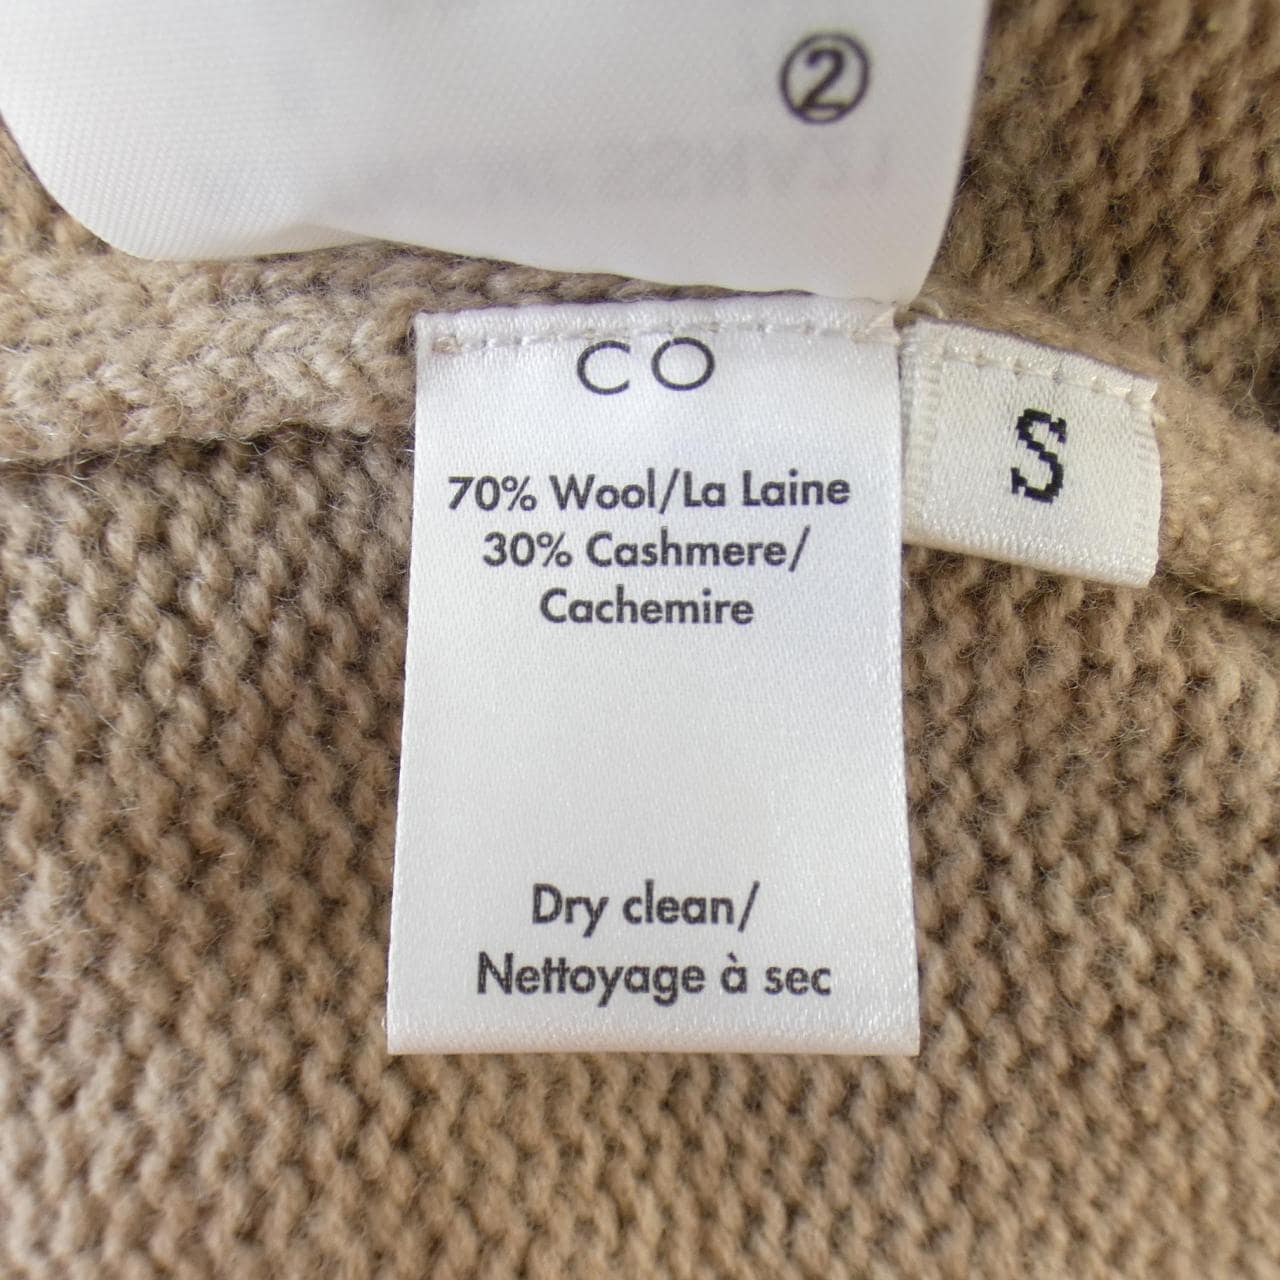 ②
CO
S
70% Wool/La Laine
30% Cashmere/
Cachemire
Dry clean/
Nettoyage à sec